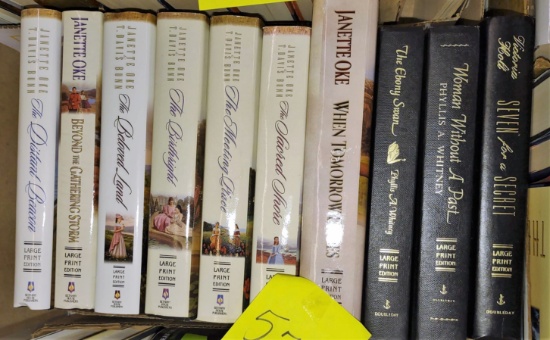 JANETTE OKE
T. DAVIS BUNN
The Distant Beacon
LARGE
PRINT
EDITION
JANETTE OKE
BEYOND THE GATHERING STORM
LARGE
PRINT
EDITION
JANETTE OKE
T. DAVIS BUNN
The Beloved Land
LARGE
PRINT
EDITION
JANETTE OKE
T. DAVIS BUNN
The Birthright
LARGE
PRINT
EDITION
JANETTE OKE
T. DAVIS BUNN
The Meeting Place
LARGE
PRINT
EDITION
JANETTE OKE
T. DAVIS BUNN
The Sacred Shore
LARGE
PRINT
EDITION
JANETTE OKE
WHEN TOMORROW
LARGE
PRINT
EDITION
The Ebony Swan
Phyllis A. Whitney
LARGE
PRINT
EDITION
DOUBLEDAY
Woman Without A Past
PHYLLIS A. WHITNEY
LARGE
PRINT
EDITION
DOUBLEDAY
Victoria
Holt
SEVEN for a SECRET
LARGE
PRINT
EDITION
DOUBLEDAY